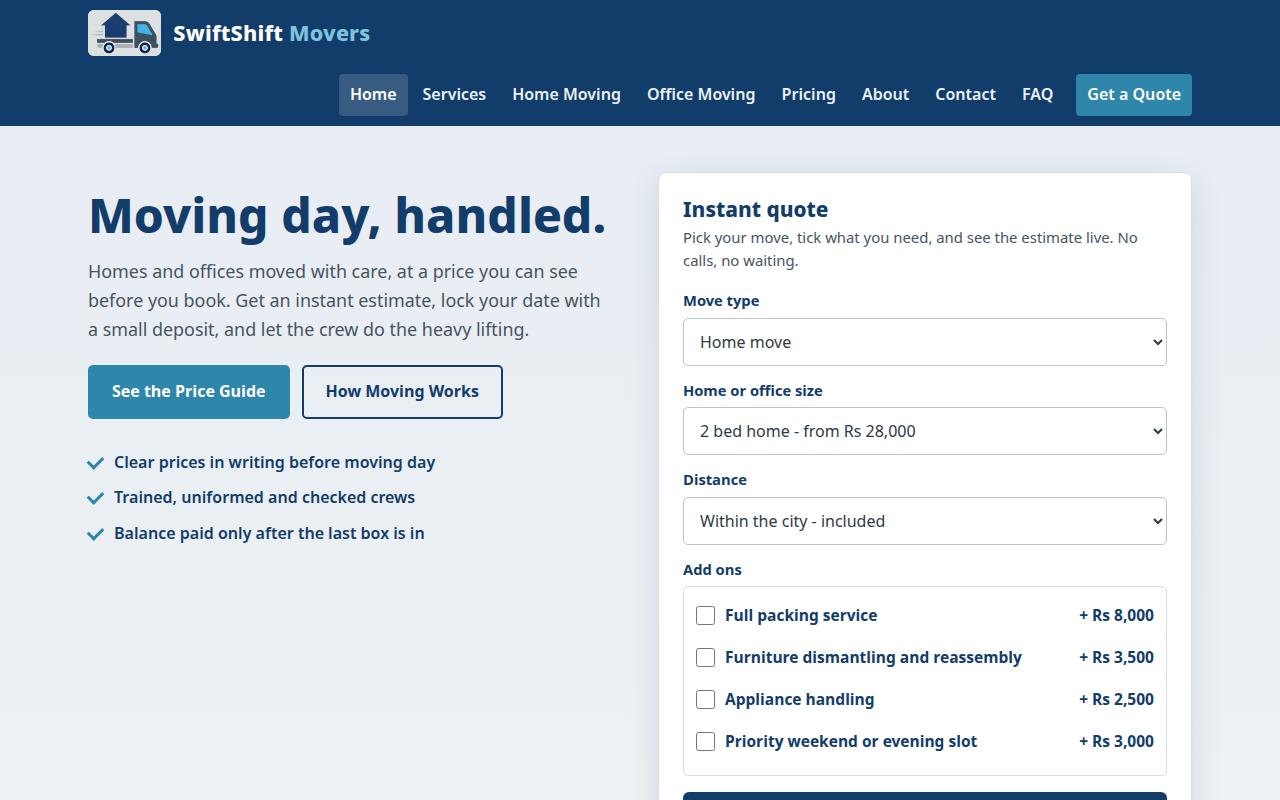 SwiftShift Movers
Home
Services
Home Moving
Office Moving
Pricing
About
Contact
FAQ
Get a Quote
Moving day, handled.
Homes and offices moved with care, at a price you can see
before you book. Get an instant estimate, lock your date with
a small deposit, and let the crew do the heavy lifting.
See the Price Guide
How Moving Works
Clear prices in writing before moving day
Trained, uniformed and checked crews
Balance paid only after the last box is in
Instant quote
Pick your move, tick what you need, and see the estimate live. No
calls, no waiting.
Move type
Home move
Home or office size
2 bed home - from Rs 28,000
Distance
Within the city - included
Add ons
Full packing service + Rs 8,000
Furniture dismantling and reassembly + Rs 3,500
Appliance handling + Rs 2,500
Priority weekend or evening slot + Rs 3,000